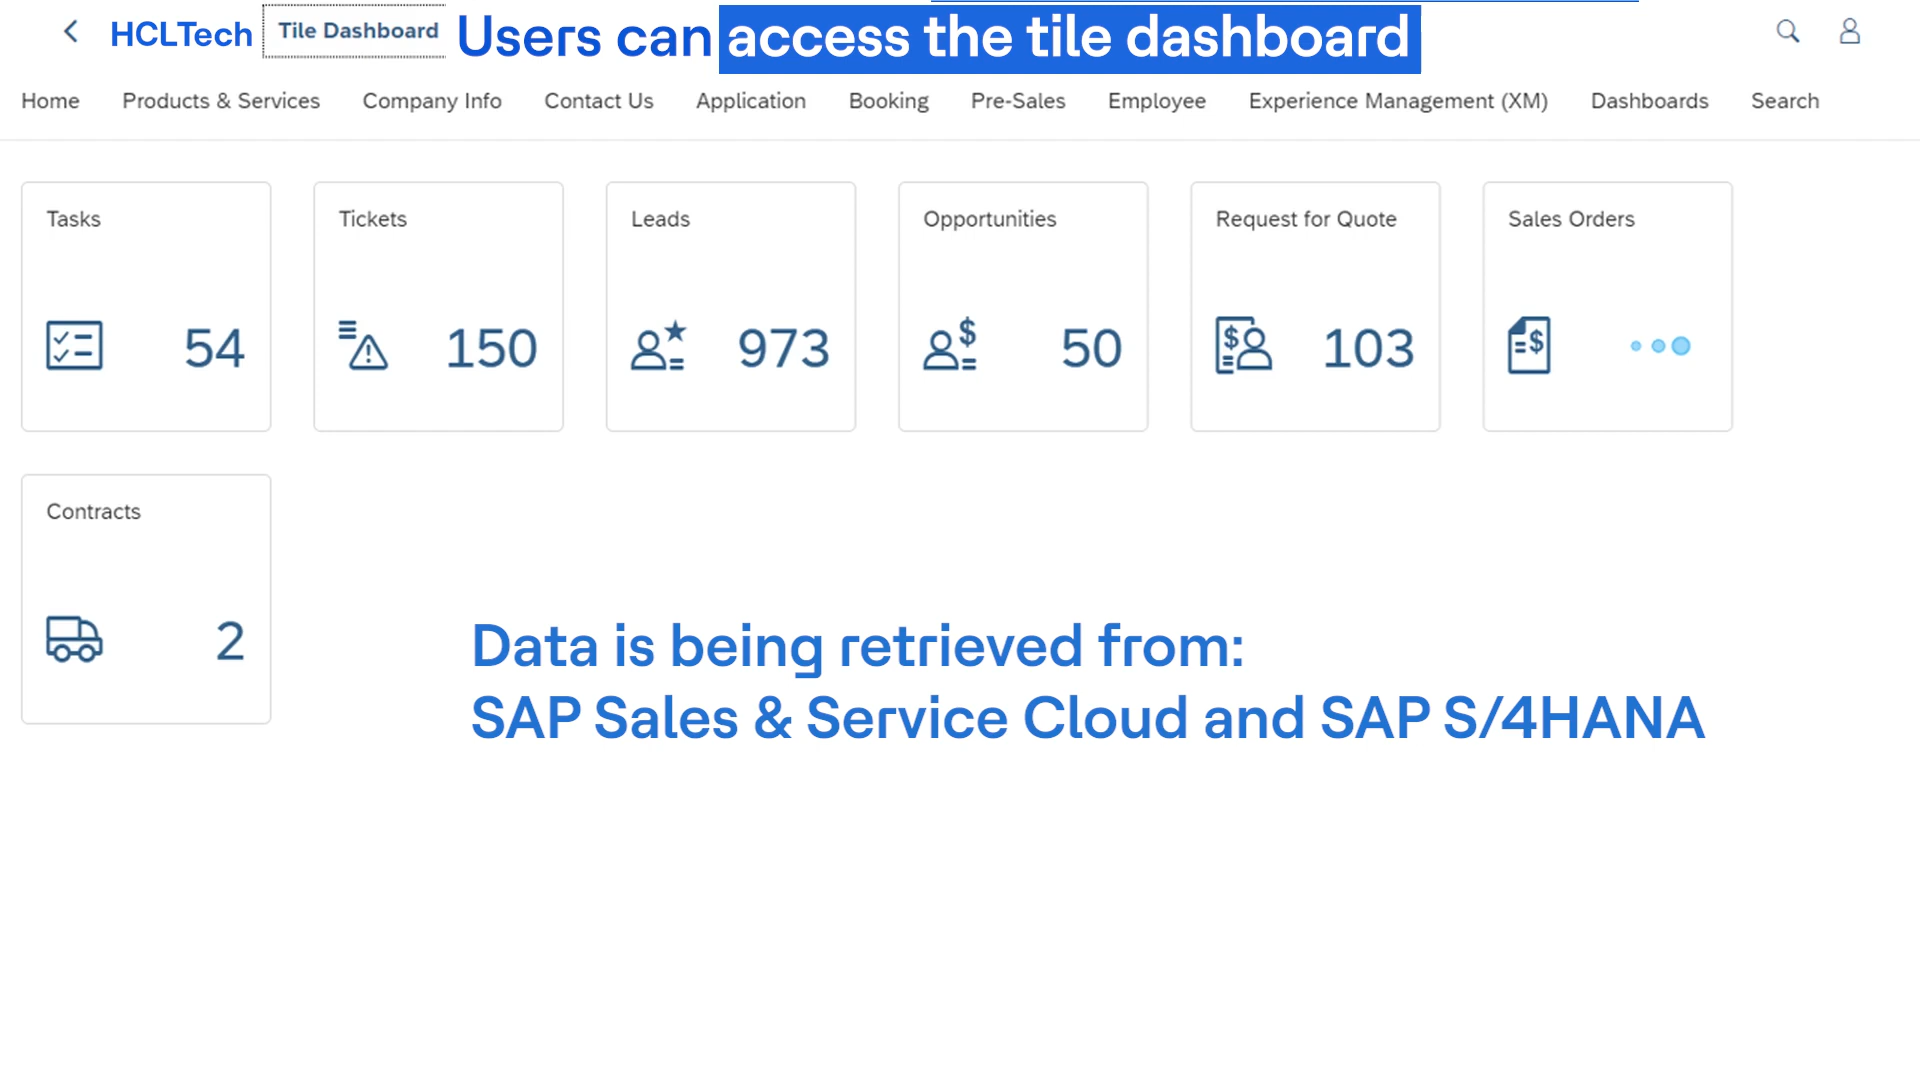 HCLTech Tile Dashboard Users can access the tile dashboard
Home Products & Services Company Info Contact Us Application Booking Pre-Sales Employee Experience Management (XM) Dashboards Search
Tasks Tickets Leads Opportunities Request for Quote Sales Orders
54 150 973 50 103
Contracts
2
Data is being retrieved from:
SAP Sales & Service Cloud and SAP S/4HANA